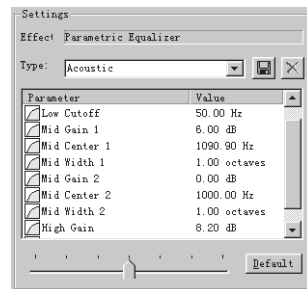 Settings
Effect Parametric Equalizer
Type: Acoustic
Parameter Value
Low Cutoff 50.00 Hz
Mid Gain 1 6.00 dB
Mid Center 1 1090.90 Hz
Mid Width 1 1.00 octaves
Mid Gain 2 0.00 dB
Mid Center 2 1000.00 Hz
Mid Width 2 1.00 octaves
High Gain 8.20 dB
Default